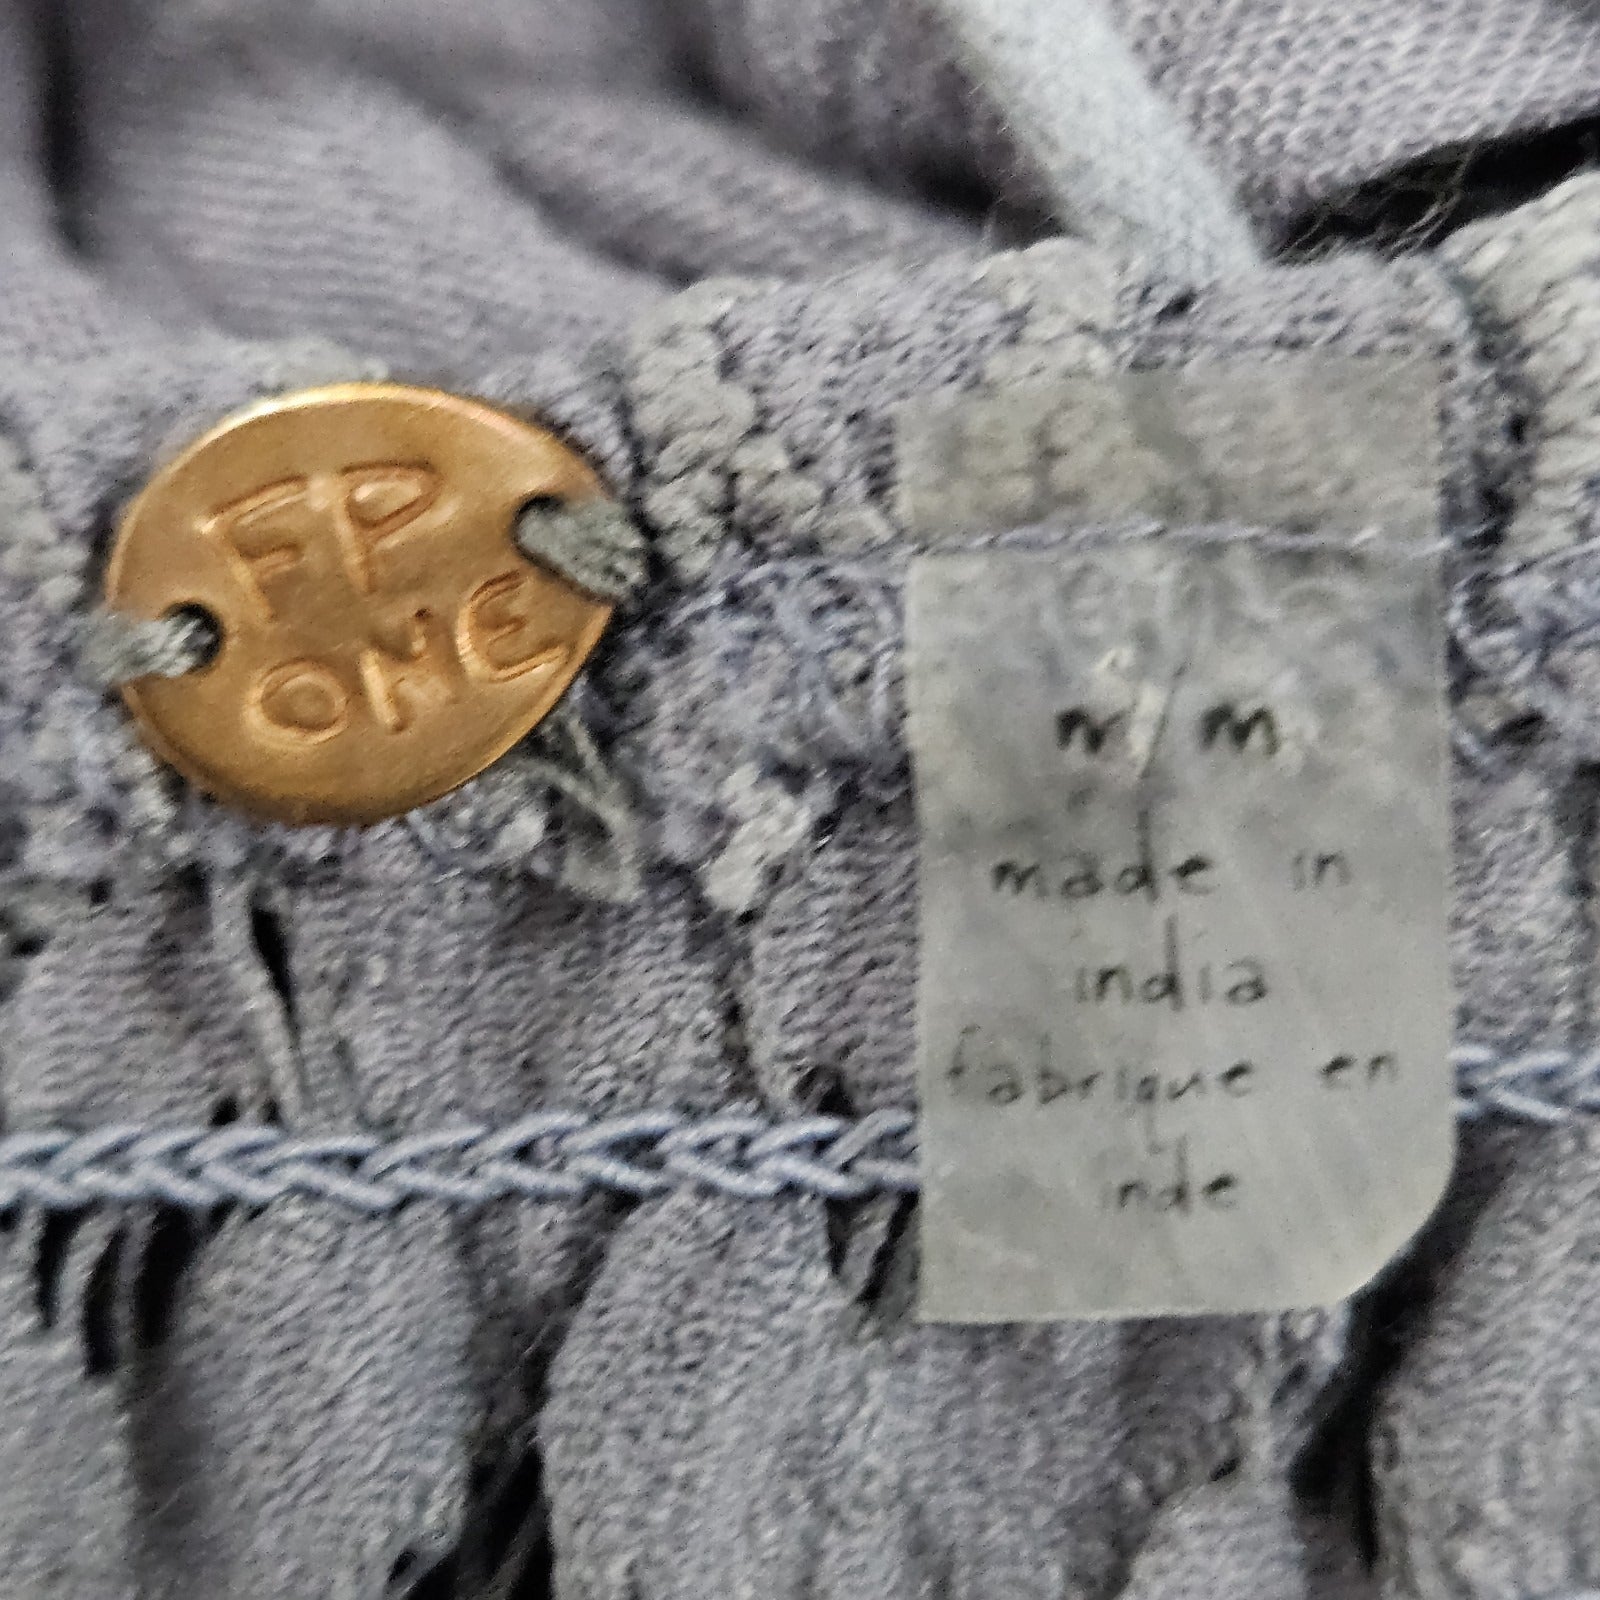 FP
ONE
m/m
made in
india
fabrique en
inde